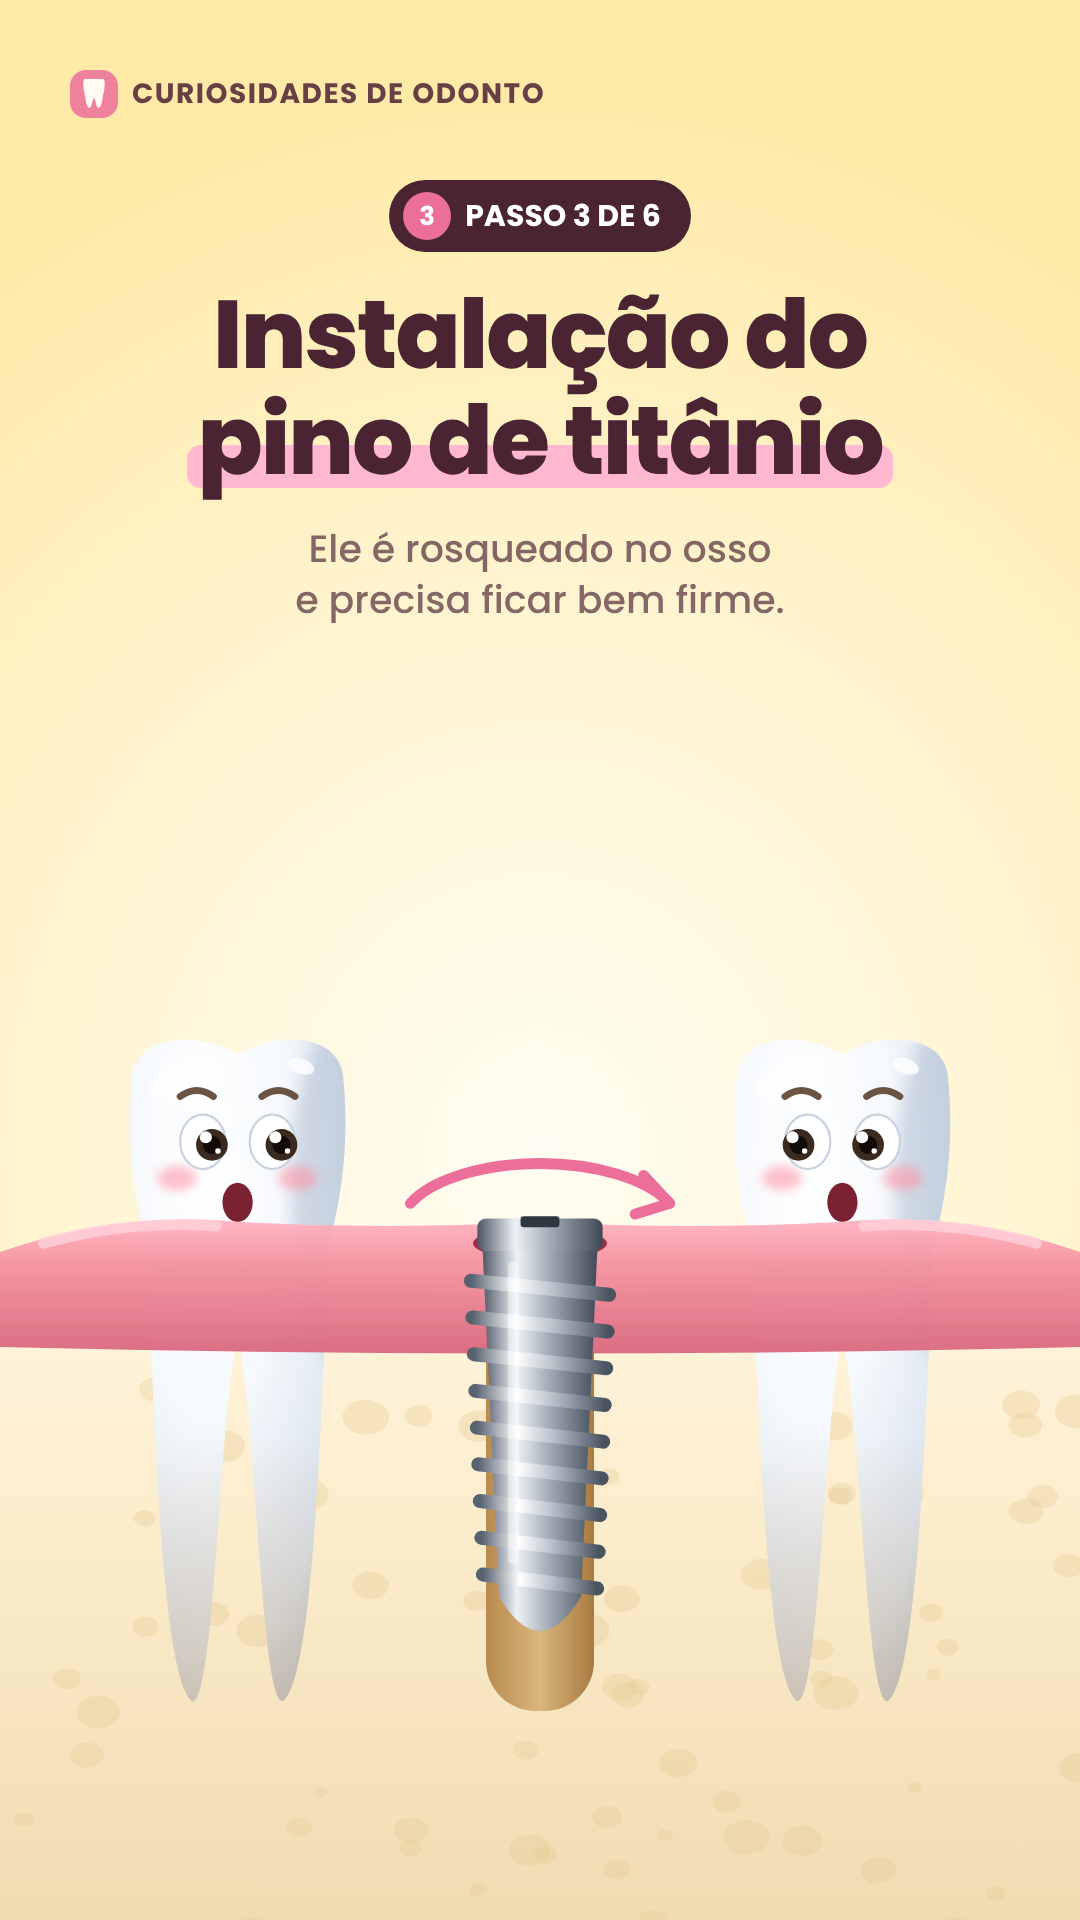 CURIOSIDADES DE ODONTO
3 PASSO 3 DE 6
Instalação do
pino de titânio
Ele é rosqueado no osso
e precisa ficar bem firme.